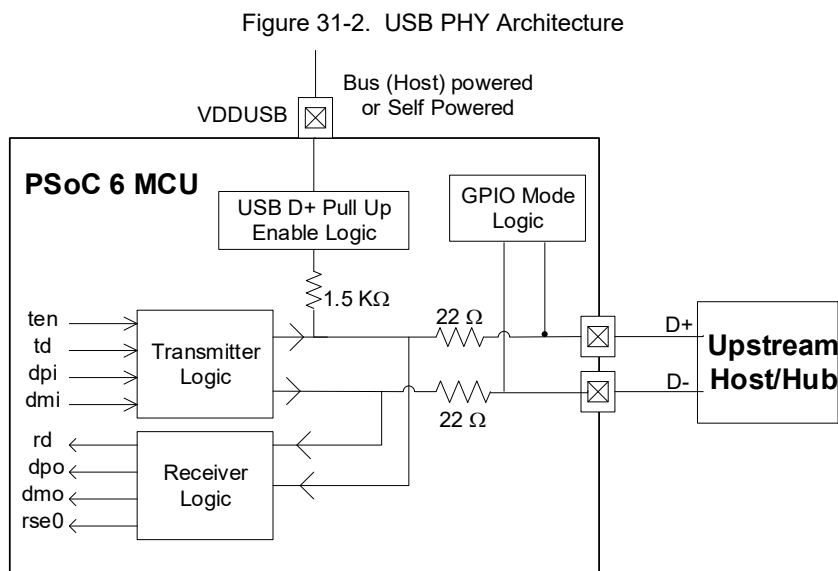 Figure 31-2. USB PHY Architecture
Bus (Host) powered
or Self Powered
VDDUSB
PSoC 6 MCU
USB D+ Pull Up
Enable Logic
GPIO Mode
Logic
1.5 KΩ
22 Ω
ten
td
dpi
dmi
Transmitter
Logic
D+
D-
Upstream
Host/Hub
22 Ω
rd
dpo
dmo
rse0
Receiver
Logic